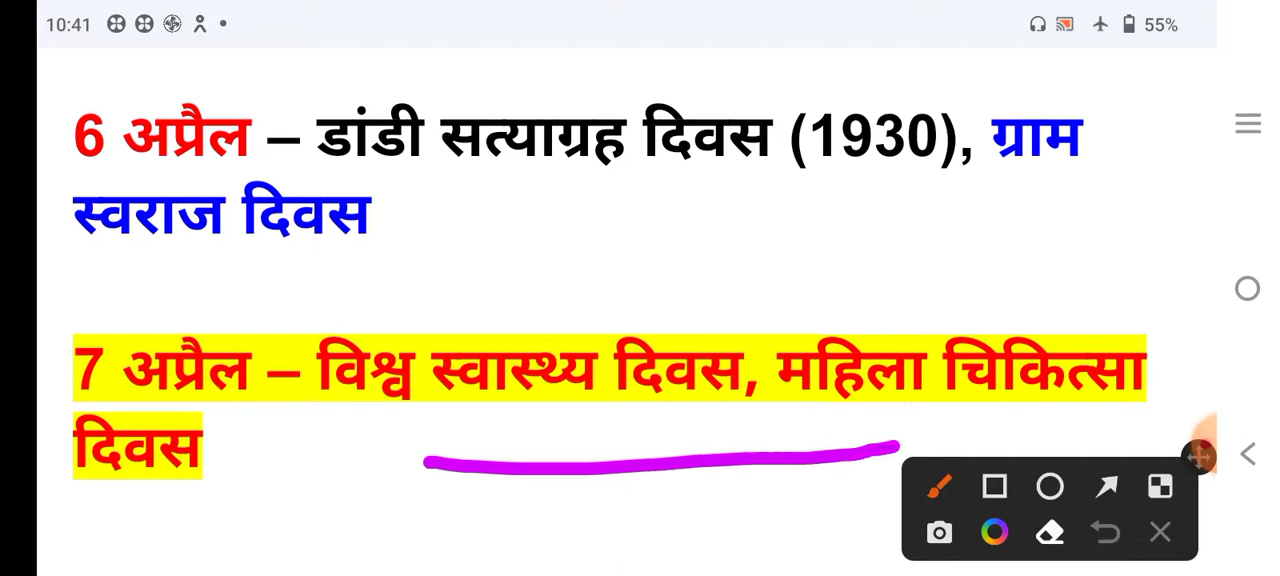 10:41
55%
6 अप्रैल – डांडी सत्याग्रह दिवस (1930), ग्राम
स्वराज दिवस
7 अप्रैल – विश्व स्वास्थ्य दिवस, महिला चिकित्सा
दिवस